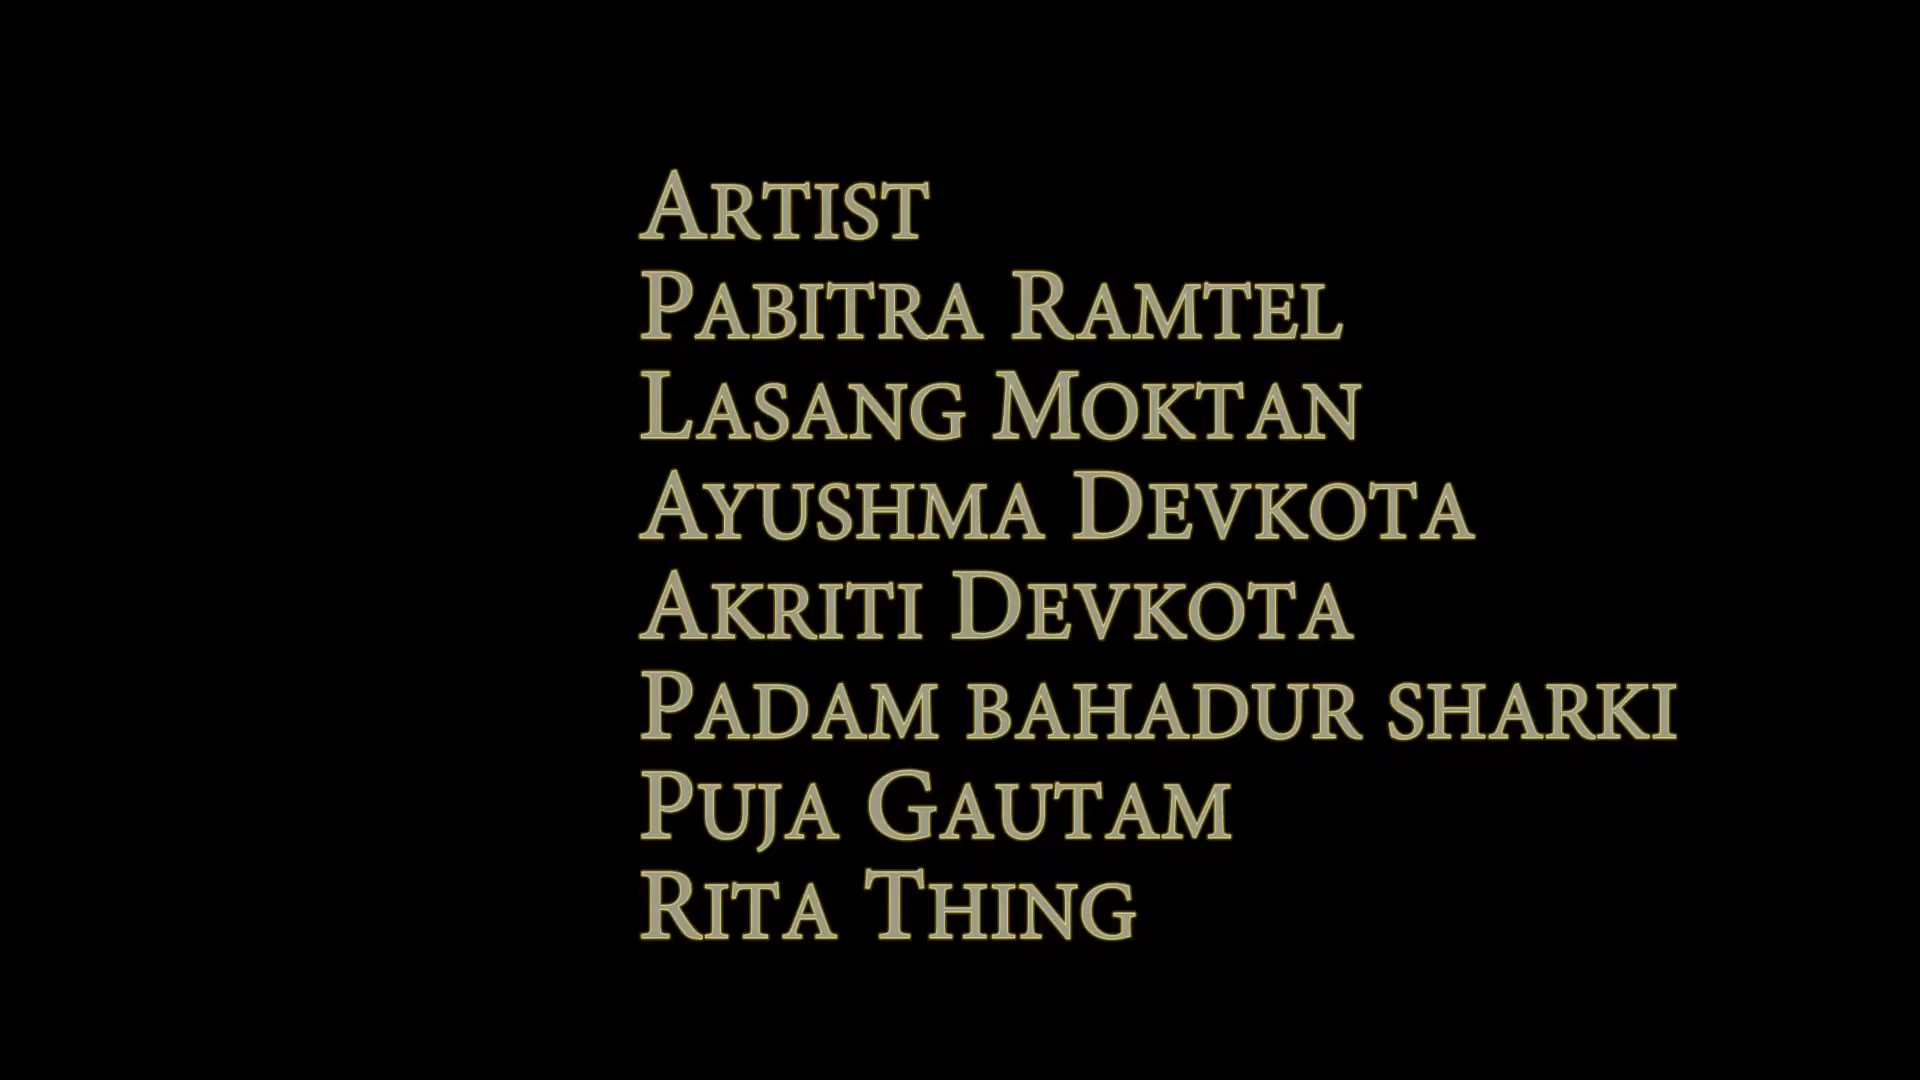 Artist
Pabitra Ramtel
Lasang Moktan
Ayushma Devkota
Akriti Devkota
Padam bahadur sharki
Puja Gautam
Rita Thing